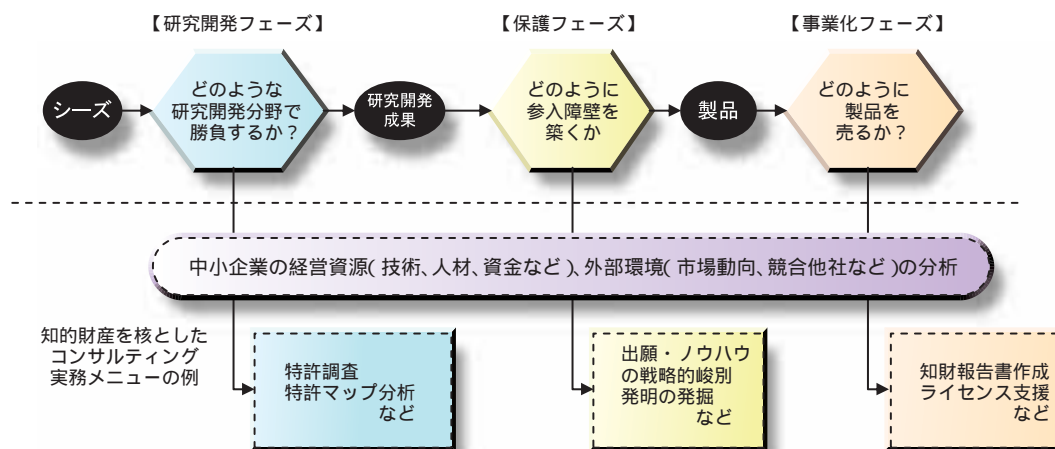 【研究開発フェーズ】
【保護フェーズ】
【事業化フェーズ】
シーズ
どのような
研究開発分野で
勝負するか？
研究開発
成果
どのように
参入障壁を
築くか
製品
どのように
製品を
売るか？
中小企業の経営資源(技術、人材、資金など)、外部環境(市場動向、競合他社など)の分析
知的財産を核とした
コンサルティング
実務メニューの例
特許調査
特許マップ分析
など
出願・ノウハウ
の戦略的峻別
発明の発掘
など
知財報告書作成
ライセンス支援
など